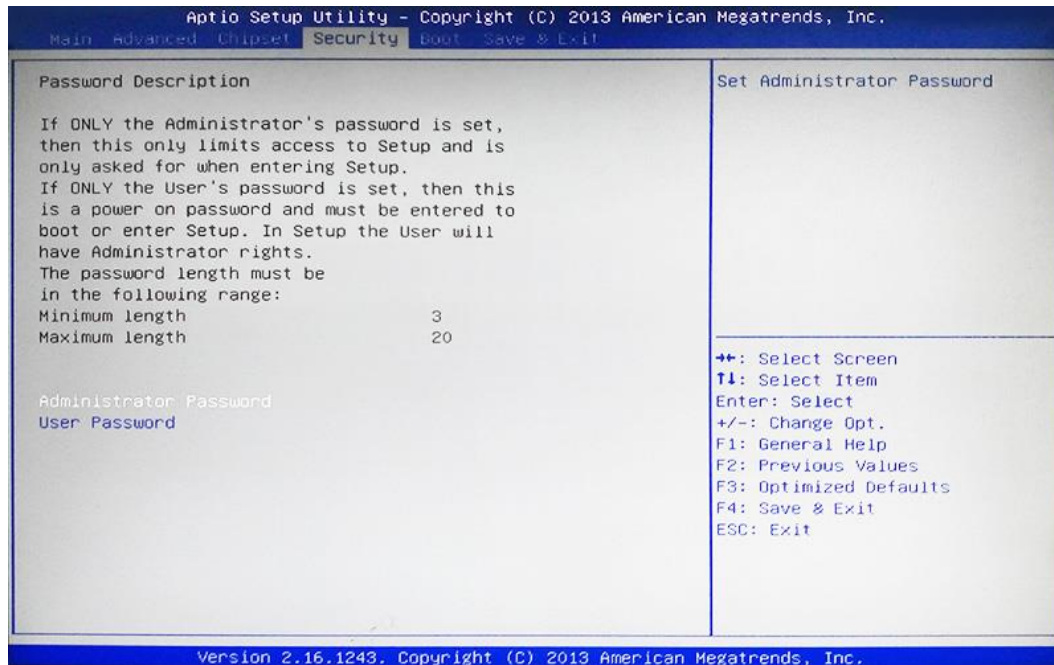 Aptio Setup Utility – Copyright (C) 2013 American Megatrends, Inc.
Main Advanced Chipset Security Boot Save & Exit
Password Description
If ONLY the Administrator's password is set,
then this only limits access to Setup and is
only asked for when entering Setup.
If ONLY the User's password is set, then this
is a power on password and must be entered to
boot or enter Setup. In Setup the User will
have Administrator rights.
The password length must be
in the following range:
Minimum length 3
Maximum length 20
Administrator Password
User Password
Set Administrator Password
→←: Select Screen
↑↓: Select Item
Enter: Select
+/-: Change Opt.
F1: General Help
F2: Previous Values
F3: Optimized Defaults
F4: Save & Exit
ESC: Exit
Version 2.16.1243. Copyright (C) 2013 American Megatrends, Inc.